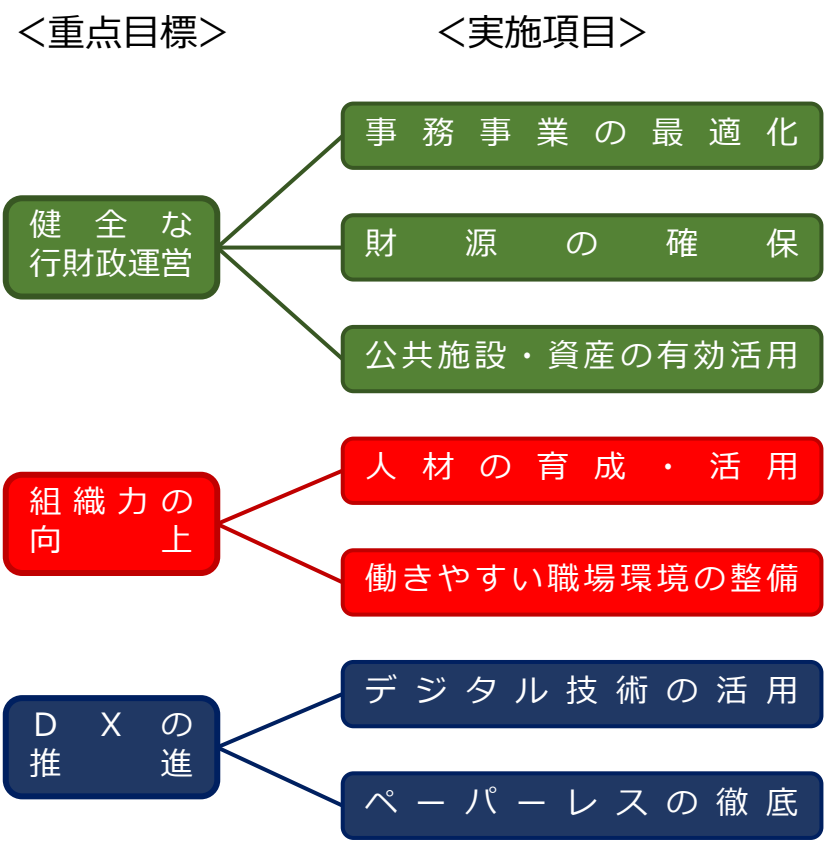 ＜重点目標＞
＜実施項目＞
健全な
行財政運営
事務事業の最適化
財源の確保
公共施設・資産の有効活用
組織力の
向上
人材の育成・活用
働きやすい職場環境の整備
ＤＸの
推進
デジタル技術の活用
ペーパーレスの徹底